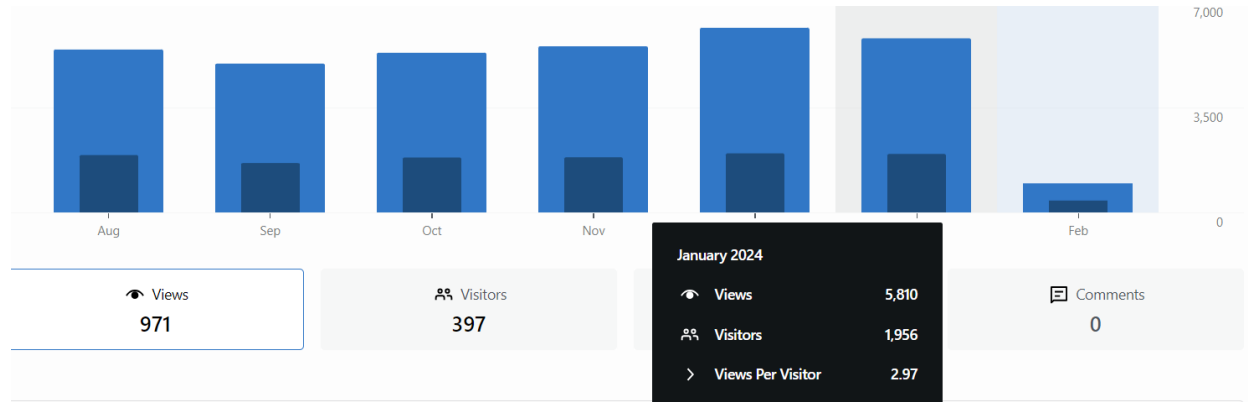 7,000
3,500
0
Aug
Sep
Oct
Nov
Feb
January 2024
Views
5,810
Visitors
1,956
Views Per Visitor
2.97
Views
971
Visitors
397
Comments
0